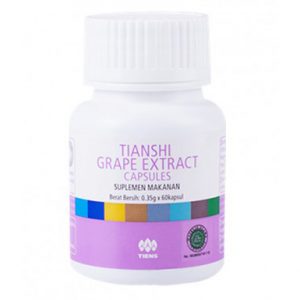 TIANSHI
GRAPE EXTRACT
CAPSULES
SUPLEMEN MAKANAN
Berat Bersih: 0.35g x 60kapsul
TIENS